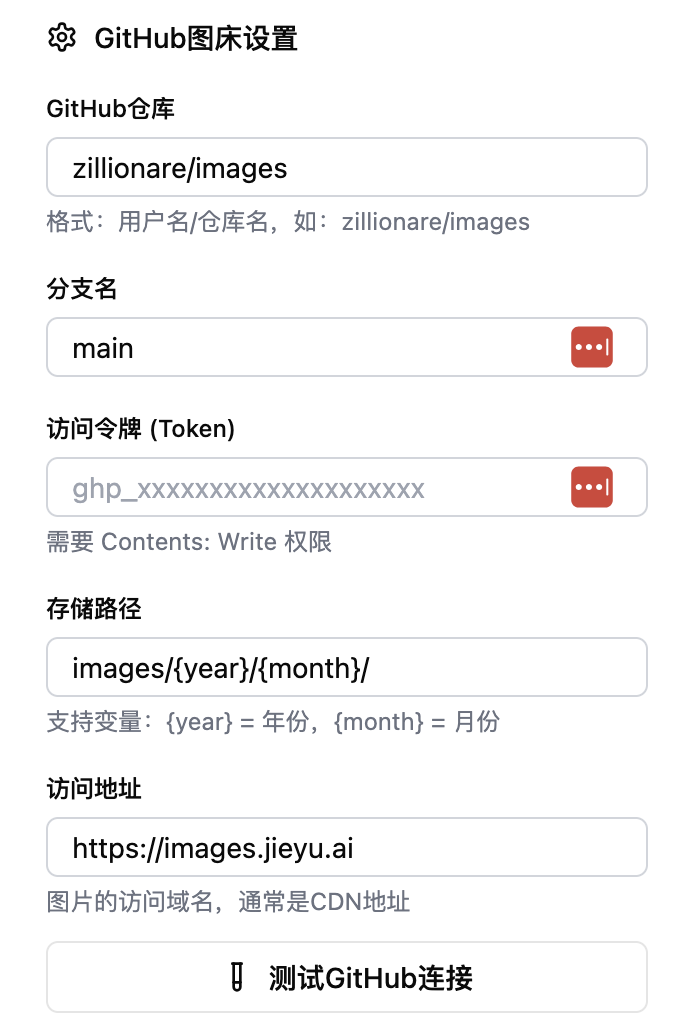 GitHub图床设置
GitHub仓库
zillionare/images
格式：用户名/仓库名，如：zillionare/images
分支名
main
访问令牌 (Token)
ghp_xxxxxxxxxxxxxxxxxxxx
需要 Contents: Write 权限
存储路径
images/{year}/{month}/
支持变量：{year} = 年份，{month} = 月份
访问地址
https://images.jieyu.ai
图片的访问域名，通常是CDN地址
测试GitHub连接